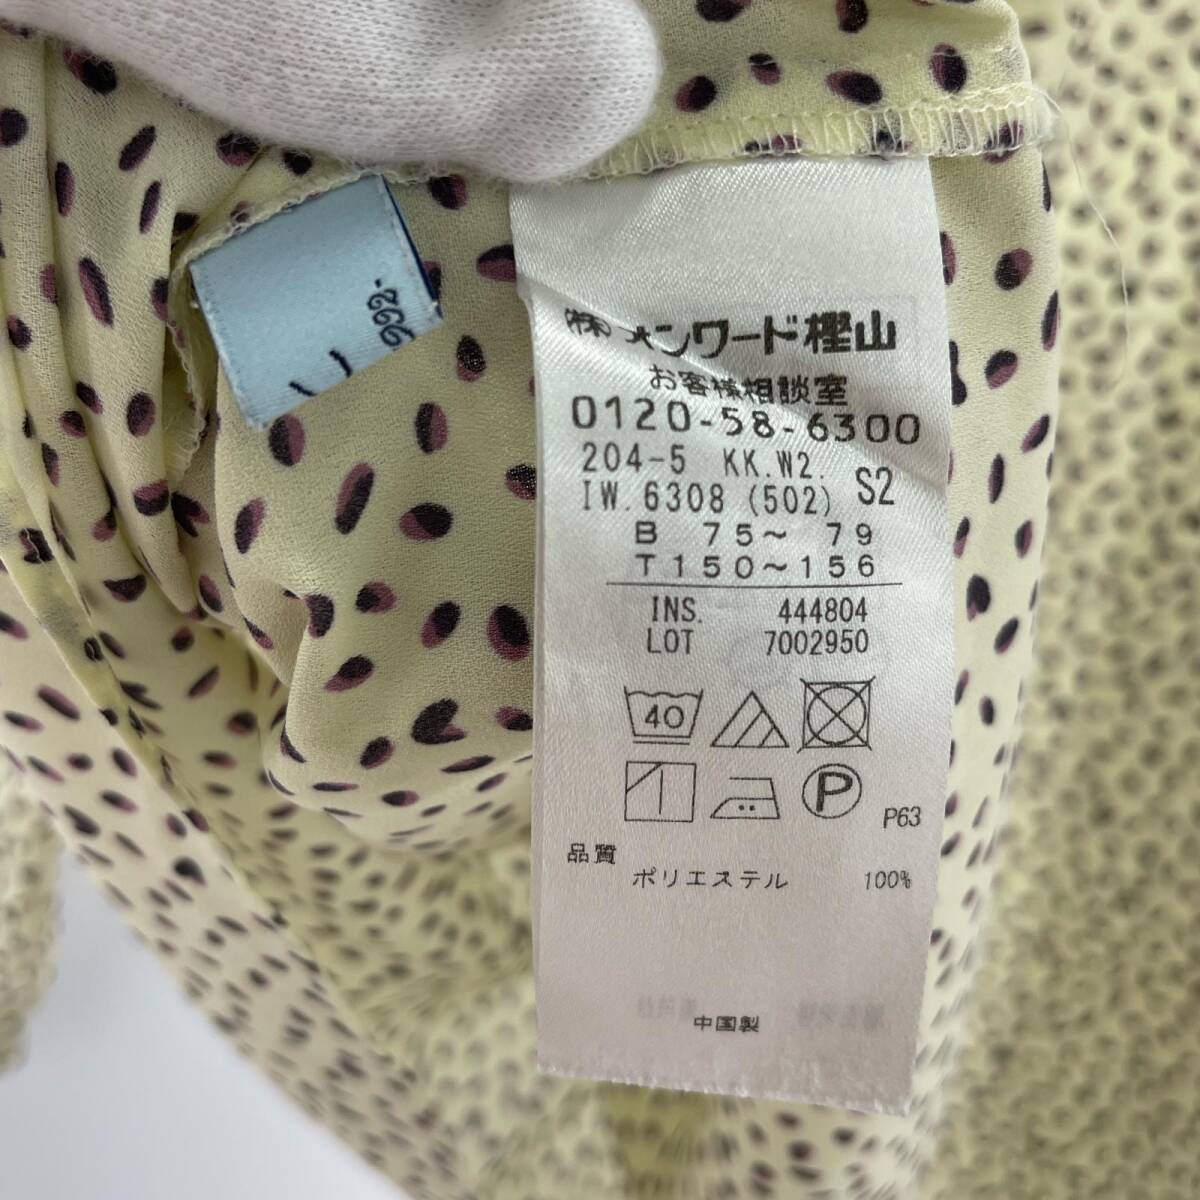 (株)オンワード樫山
お客様相談室
0120-58-6300
204-5 KK.W2.
IW.6308 (502) S2
B 75～ 79
T 150～156
INS. 444804
LOT 7002950
40
P
P63
品質
ポリエステル 100%
中国製